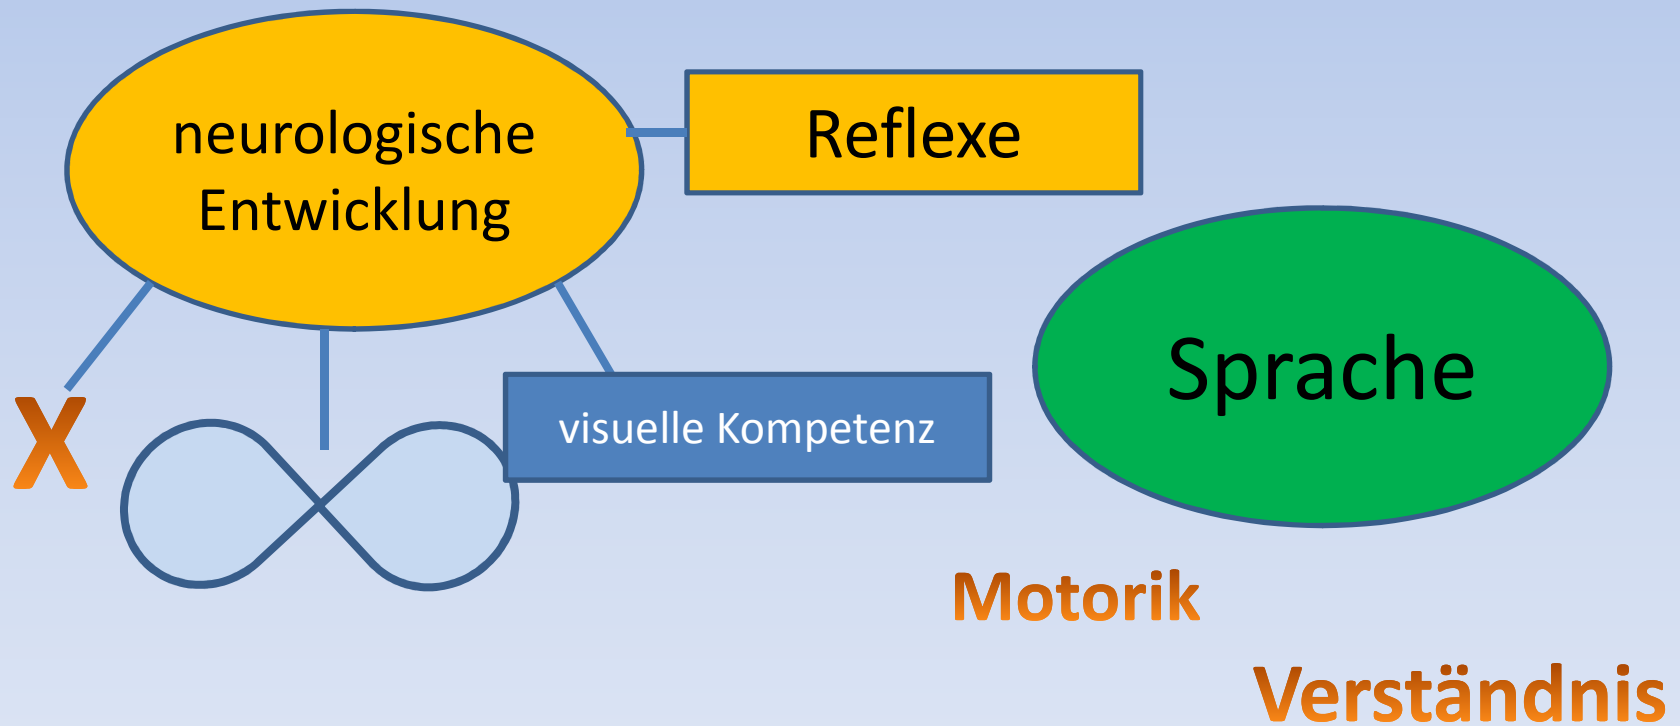 neurologische
Entwicklung
Reflexe
Sprache
X
visuelle Kompetenz
Motorik
Verständnis